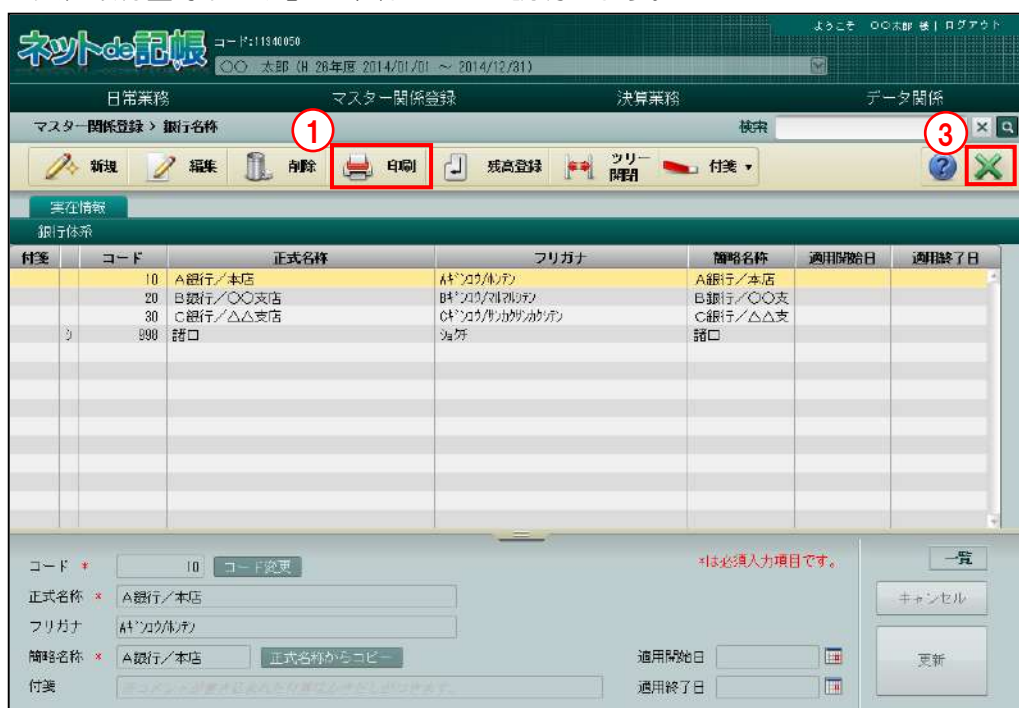 ようこそ　〇〇太郎 様 | ログアウト
ネットde記帳
コード:11940050
〇〇　太郎 (H 26年度 2014/01/01 ～ 2014/12/31)
日常業務　マスター関係登録　決算業務　データ関係
マスター関係登録 > 銀行名称　検索
① ③
新規　編集　削除　印刷　残高登録　ツリー開閉　付箋
実在情報
銀行体系
付箋　コード　正式名称　フリガナ　簡略名称　適用開始日　適用終了日
10　A銀行／本店　Aｷﾞﾝｺｳ/ﾎﾝﾃﾝ　A銀行／本店
20　B銀行／〇〇支店　Bｷﾞﾝｺｳ/ﾏﾙﾏﾙｼﾃﾝ　B銀行／〇〇支
30　C銀行／△△支店　Cｷﾞﾝｺｳ/ｻﾝｶｸｻﾝｶｸｼﾃﾝ　C銀行／△△支
ｼ　998　諸口　ｼｮｸﾁ　諸口
コード *　10　コード変更　*は必須入力項目です。　一覧
正式名称 *　A銀行／本店　キャンセル
フリガナ　Aｷﾞﾝｺｳ/ﾎﾝﾃﾝ
簡略名称 *　A銀行／本店　正式名称からコピー　適用開始日　更新
付箋　適用終了日